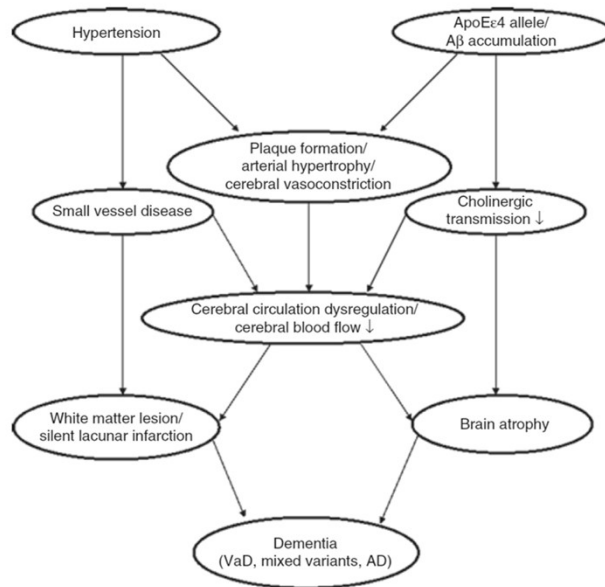 Hypertension
ApoEε4 allele/
Aβ accumulation
Plaque formation/
arterial hypertrophy/
cerebral vasoconstriction
Small vessel disease
Cholinergic
transmission ↓
Cerebral circulation dysregulation/
cerebral blood flow ↓
White matter lesion/
silent lacunar infarction
Brain atrophy
Dementia
(VaD, mixed variants, AD)